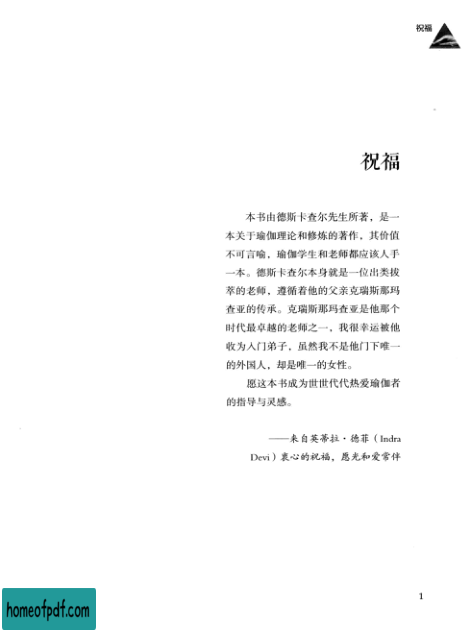 祝福
祝福
本书由德斯卡查尔先生所著，是一
本关于瑜伽理论和修炼的著作，其价值
不可言喻，瑜伽学生和老师都应该人手
一本。德斯卡查尔本身就是一位出类拔
萃的老师，遵循着他的父亲克瑞斯那玛
查亚的传承。克瑞斯那玛查亚是他那个
时代最卓越的老师之一，我很幸运被他
收为入门弟子，虽然我不是他们门下唯一
的外国人，却是唯一的女性。
愿这本书成为世世代代热爱瑜伽者
的指导与灵感。
——来自英蒂拉·德菲（Indra
Devi）衷心的祝福，愿光和爱常伴
1
homeofpdf.com